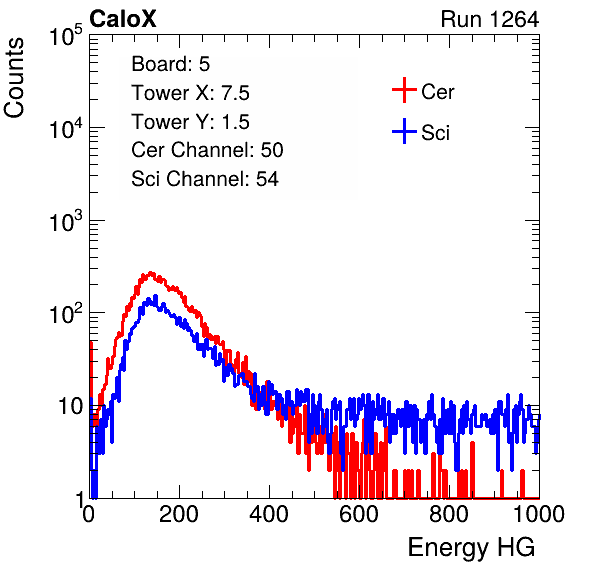 CaloX Run 1264
Counts
10^5
10^4
10^3
10^2
10
1
Board: 5
Tower X: 7.5
Tower Y: 1.5
Cer Channel: 50
Sci Channel: 54
Cer
Sci
0 200 400 600 800 1000
Energy HG